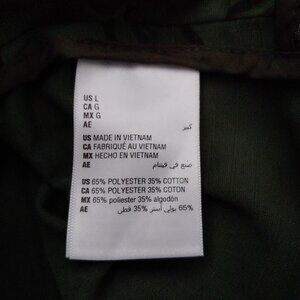 US L
CA G
MX G
AE كبير
US MADE IN VIETNAM
CA FABRIQUÉ AU VIETNAM
MX HECHO EN VIETNAM
AE صنع في فيتنام
US 65% POLYESTER 35% COTTON
CA 65% POLYESTER 35% COTON
MX 65% poliester 35% algodón
AE 65% بولي أستر 35% قطن